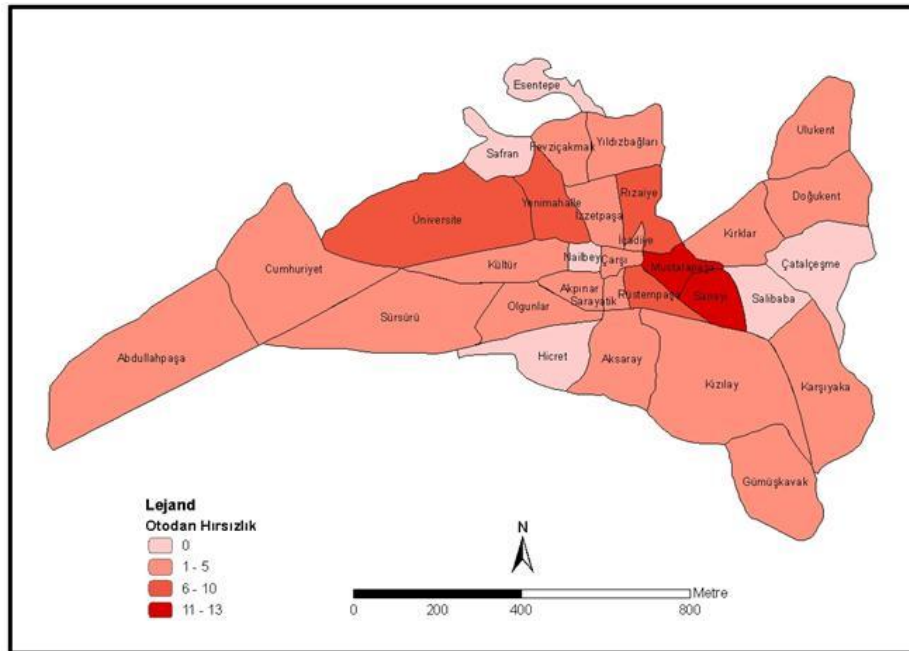 Esentepe
Ulukent
Fevziçakmak
Yıldızbağları
Safran
Doğukent
Yenimahalle
Rızaiye
Üniversite
İzzetpaşa
Kırklar
İcadiye
Çatalçeşme
Nailbey
Çarşı
Mustafapaşa
Kültür
Cumhuriyet
Akpınar
Rüstempaşa
Sanayi
Salibaba
Sarayatik
Olgunlar
Sürsürü
Abdullahpaşa
Hicret
Aksaray
Kızılay
Karşıyaka
Gümüşkavak
Lejand
Otodan Hırsızlık
0
1 - 5
6 - 10
11 - 13
N
Metre
0 200 400 800